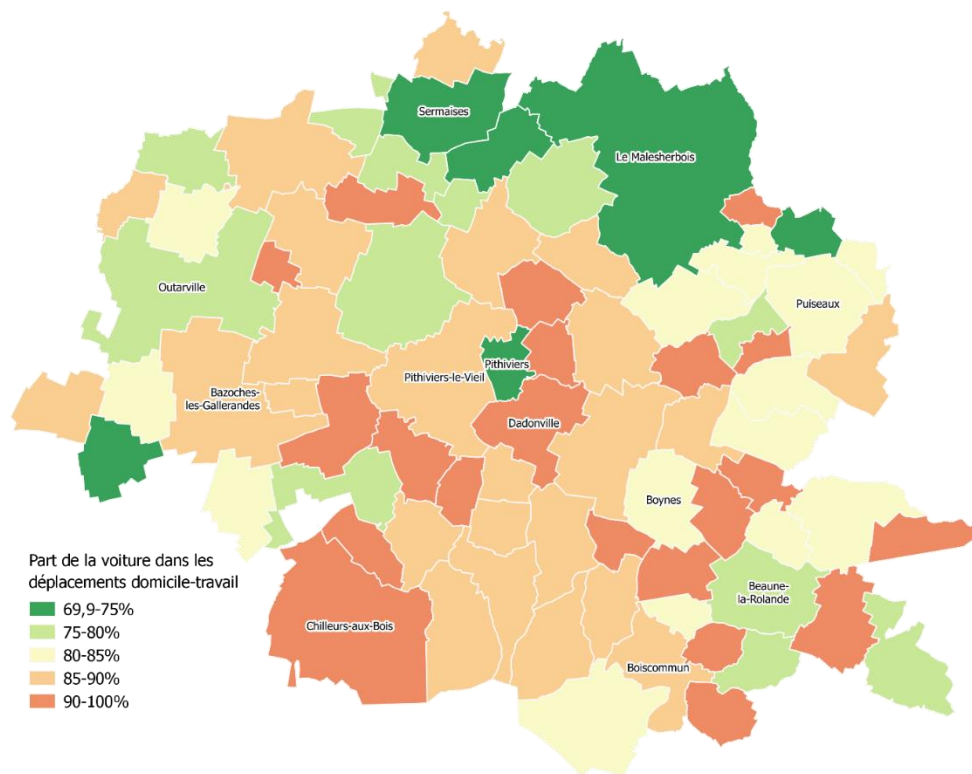 Sermaises
Le Malesherbois
Outarville
Puiseaux
Pithiviers
Pithiviers-le-Vieil
Bazoches-
les-Gallerandes
Dadonville
Boynes
Beaune-
la-Rolande
Chilleurs-aux-Bois
Boiscommun
Part de la voiture dans les
déplacements domicile-travail
69,9-75%
75-80%
80-85%
85-90%
90-100%